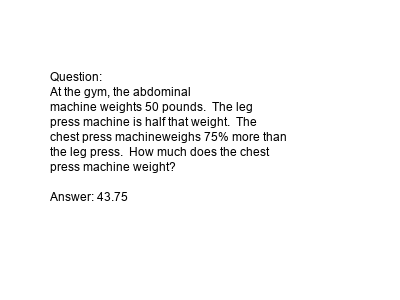 Question:
At the gym, the abdominal
machine weights 50 pounds.  The leg
press machine is half that weight.  The
chest press machineweighs 75% more than
the leg press.  How much does the chest
press machine weight?

Answer: 43.75